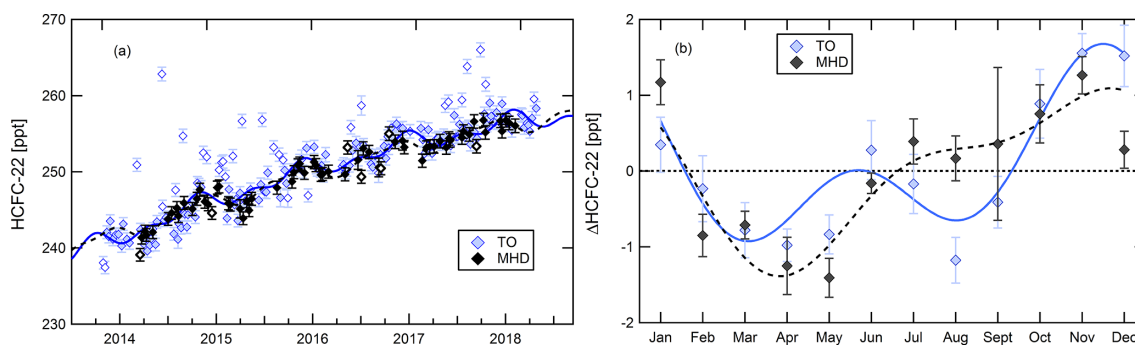 270
260
250
240
230
HCFC-22 [ppt]
(a)
TO
MHD
2014
2015
2016
2017
2018
2
1
0
-1
-2
ΔHCFC-22 [ppt]
(b)
TO
MHD
Jan Feb Mar Apr May Jun Jul Aug Sept Oct Nov Dec